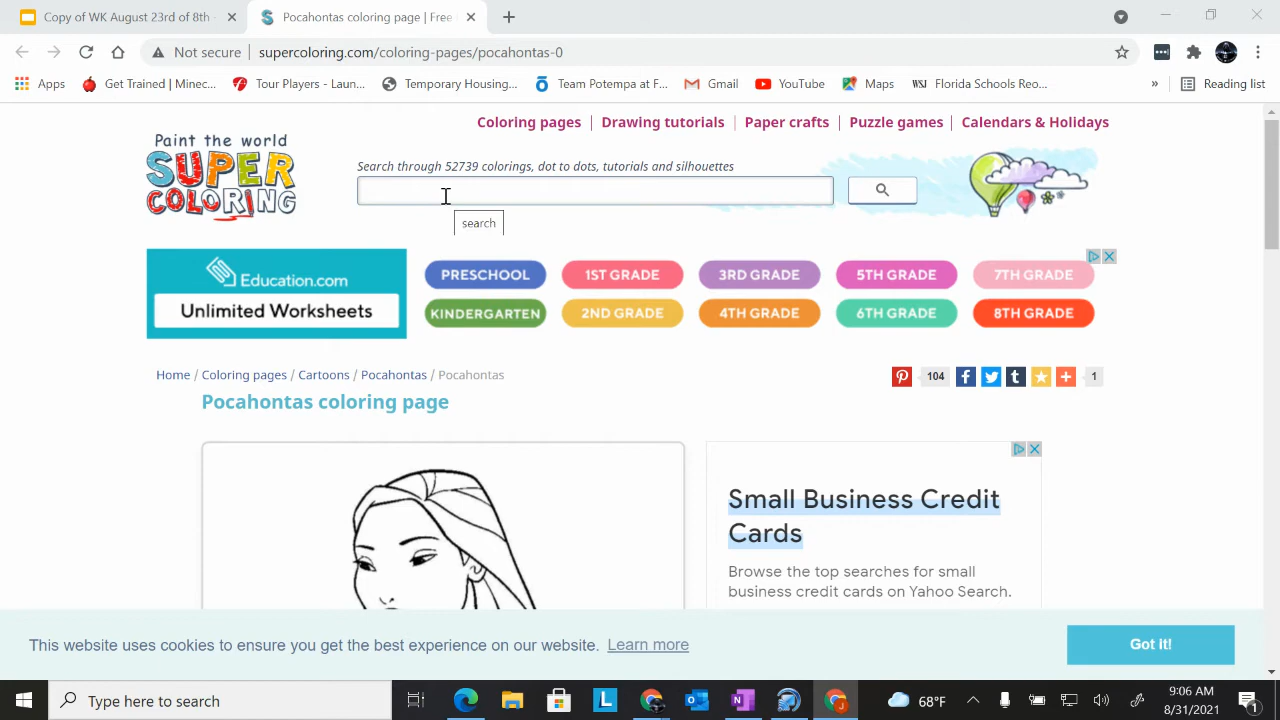 Copy of WK August 23rd of 8th
Pocahontas coloring page | Free
Not secure
supercoloring.com/coloring-pages/pocahontas-0
Apps
Get Trained | Minec...
Tour Players - Laun...
Temporary Housing...
Team Potempa at F...
Gmail
YouTube
Maps
WSJ
Florida Schools Reo...
»
Reading list
Coloring pages | Drawing tutorials | Paper crafts | Puzzle games | Calendars & Holidays
Paint the world
SUPER
COLORING
Search through 52739 colorings, dot to dots, tutorials and silhouettes
search
Education.com
Unlimited Worksheets
PRESCHOOL
1ST GRADE
3RD GRADE
5TH GRADE
7TH GRADE
KINDERGARTEN
2ND GRADE
4TH GRADE
6TH GRADE
8TH GRADE
Home / Coloring pages / Cartoons / Pocahontas / Pocahontas
104
1
Pocahontas coloring page
Small Business Credit
Cards
Browse the top searches for small
business credit cards on Yahoo Search.
This website uses cookies to ensure you get the best experience on our website. Learn more
Got it!
Type here to search
68°F
9:06 AM
8/31/2021